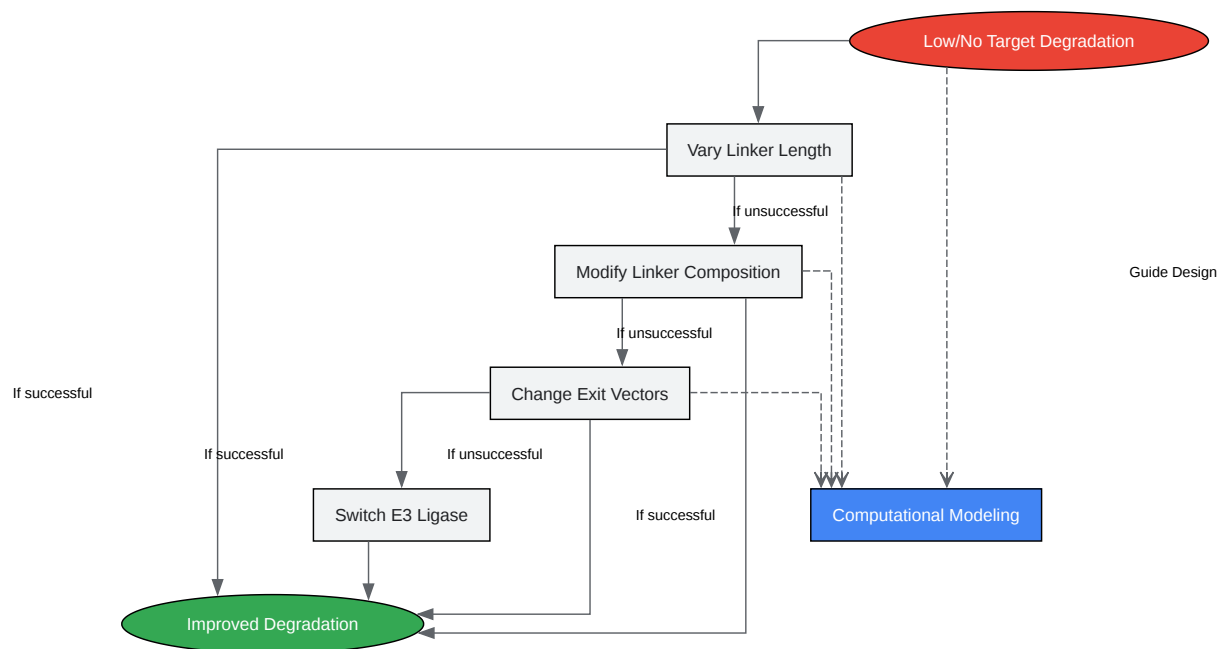 Low/No Target Degradation
Vary Linker Length
If unsuccessful
Modify Linker Composition
Guide Design
If unsuccessful
Change Exit Vectors
If successful
If successful
If unsuccessful
Switch E3 Ligase
If successful
Computational Modeling
Improved Degradation